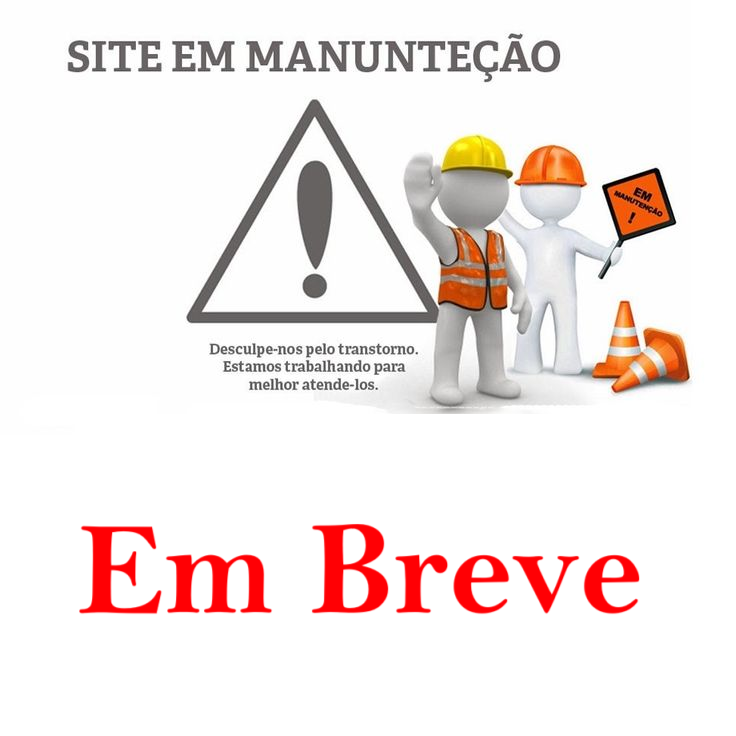 SITE EM MANUNTEÇÃO
EM
MANUTENÇÃO
!
Desculpe-nos pelo transtorno.
Estamos trabalhando para
melhor atende-los.
Em Breve